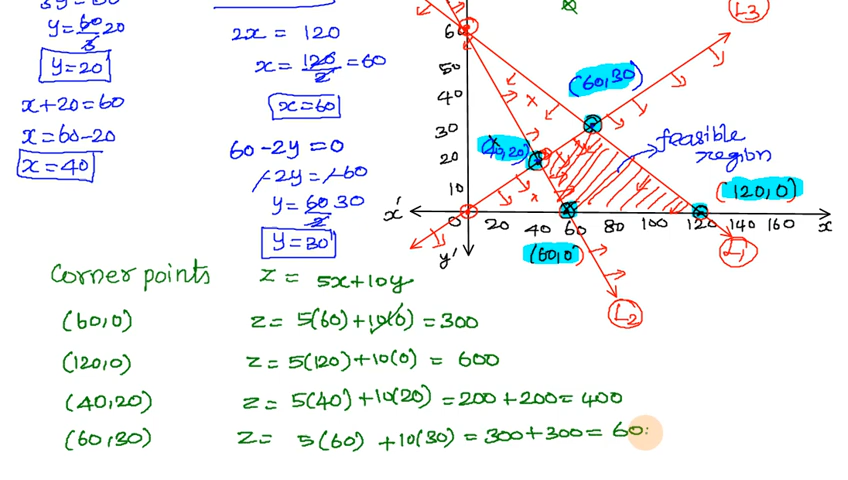 y = 60/3 20
y=20
x+20=60
x=60-20
x=40
2x = 120
x= 120/2 =60
x=60
60-2y=0
-2y=-60
y= 60/2 30
y=30
L3
60
50
40
30
20
10
0
(60,30)
(40,20)
feasible
region
(120,0)
x'
20 40 60 80 100 120 140 160
x
y'
(60,0)
L1
L2
Corner points z = 5x+10y
(60,0) z= 5(60)+10(0) =300
(120,0) z= 5(120)+10(0) = 600
(40,20) z= 5(40)+10(20) =200+200=400
(60,30) z= 5(60) +10(30) =300+300= 60